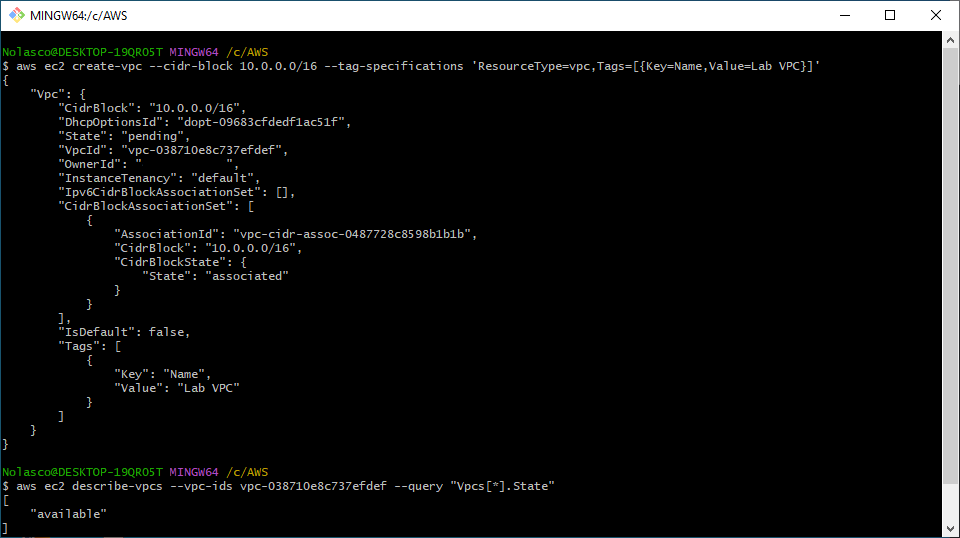 MINGW64:/c/AWS
Nolasco@DESKTOP-19QRO5T MINGW64 /c/AWS
$ aws ec2 create-vpc --cidr-block 10.0.0.0/16 --tag-specifications 'ResourceType=vpc,Tags=[{Key=Name,Value=Lab VPC}]'
{
    "Vpc": {
        "CidrBlock": "10.0.0.0/16",
        "DhcpOptionsId": "dopt-09683cfdedf1ac51f",
        "State": "pending",
        "VpcId": "vpc-038710e8c737efdef",
        "OwnerId": "            ",
        "InstanceTenancy": "default",
        "Ipv6CidrBlockAssociationSet": [],
        "CidrBlockAssociationSet": [
            {
                "AssociationId": "vpc-cidr-assoc-0487728c8598b1b1b",
                "CidrBlock": "10.0.0.0/16",
                "CidrBlockState": {
                    "State": "associated"
                }
            }
        ],
        "IsDefault": false,
        "Tags": [
            {
                "Key": "Name",
                "Value": "Lab VPC"
            }
        ]
    }
}
Nolasco@DESKTOP-19QRO5T MINGW64 /c/AWS
$ aws ec2 describe-vpcs --vpc-ids vpc-038710e8c737efdef --query "Vpcs[*].State"
[
    "available"
]